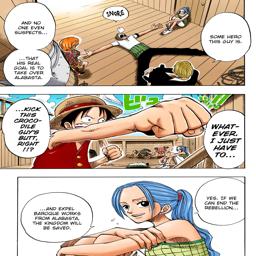 SNORE
SOME HERO
THIS GUY IS.
AND NO
ONE EVEN
SUSPECTS...
...THAT HIS
REAL GOAL IS TO
TAKE OVER
ALABASTA.
WHAT-
EVER.
I JUST
HAVE
TO...
...KICK
THIS
CROCO-
DILE
GUY'S
BUTT,
RIGHT
!!?
YES. IF WE
CAN END THE
REBELLION...
...AND EXPEL
BAROQUE WORKS
FROM ALABASTA,
THE KINGDOM
WILL BE
SAVED.